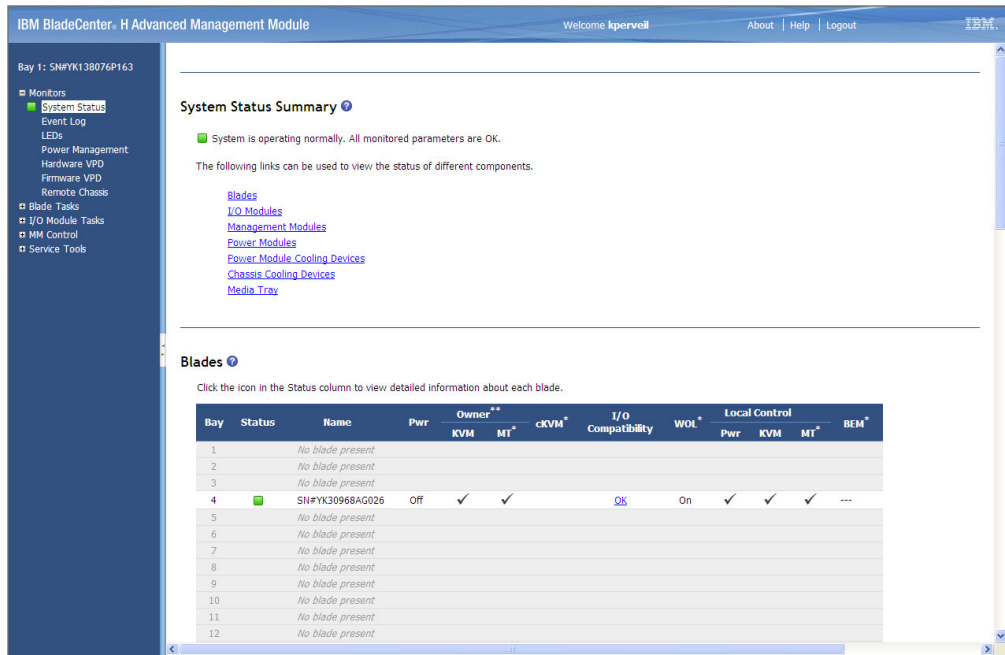 IBM BladeCenter® H Advanced Management Module
Welcome kperveil
About | Help | Logout
IBM.
Bay 1: SN#YK138076P163
Monitors
System Status
Event Log
LEDs
Power Management
Hardware VPD
Firmware VPD
Remote Chassis
Blade Tasks
I/O Module Tasks
MM Control
Service Tools
System Status Summary ?
System is operating normally. All monitored parameters are OK.
The following links can be used to view the status of different components.
Blades
I/O Modules
Management Modules
Power Modules
Power Module Cooling Devices
Chassis Cooling Devices
Media Tray
Blades ?
Click the icon in the Status column to view detailed information about each blade.
Bay Status Name Pwr Owner** cKVM* I/O Compatibility WOL* Local Control BEM*
KVM MT* Pwr KVM MT*
1 No blade present
2 No blade present
3 No blade present
4 SN#YK30968AG026 Off ✓ ✓ OK On ✓ ✓ ✓ ---
5 No blade present
6 No blade present
7 No blade present
8 No blade present
9 No blade present
10 No blade present
11 No blade present
12 No blade present